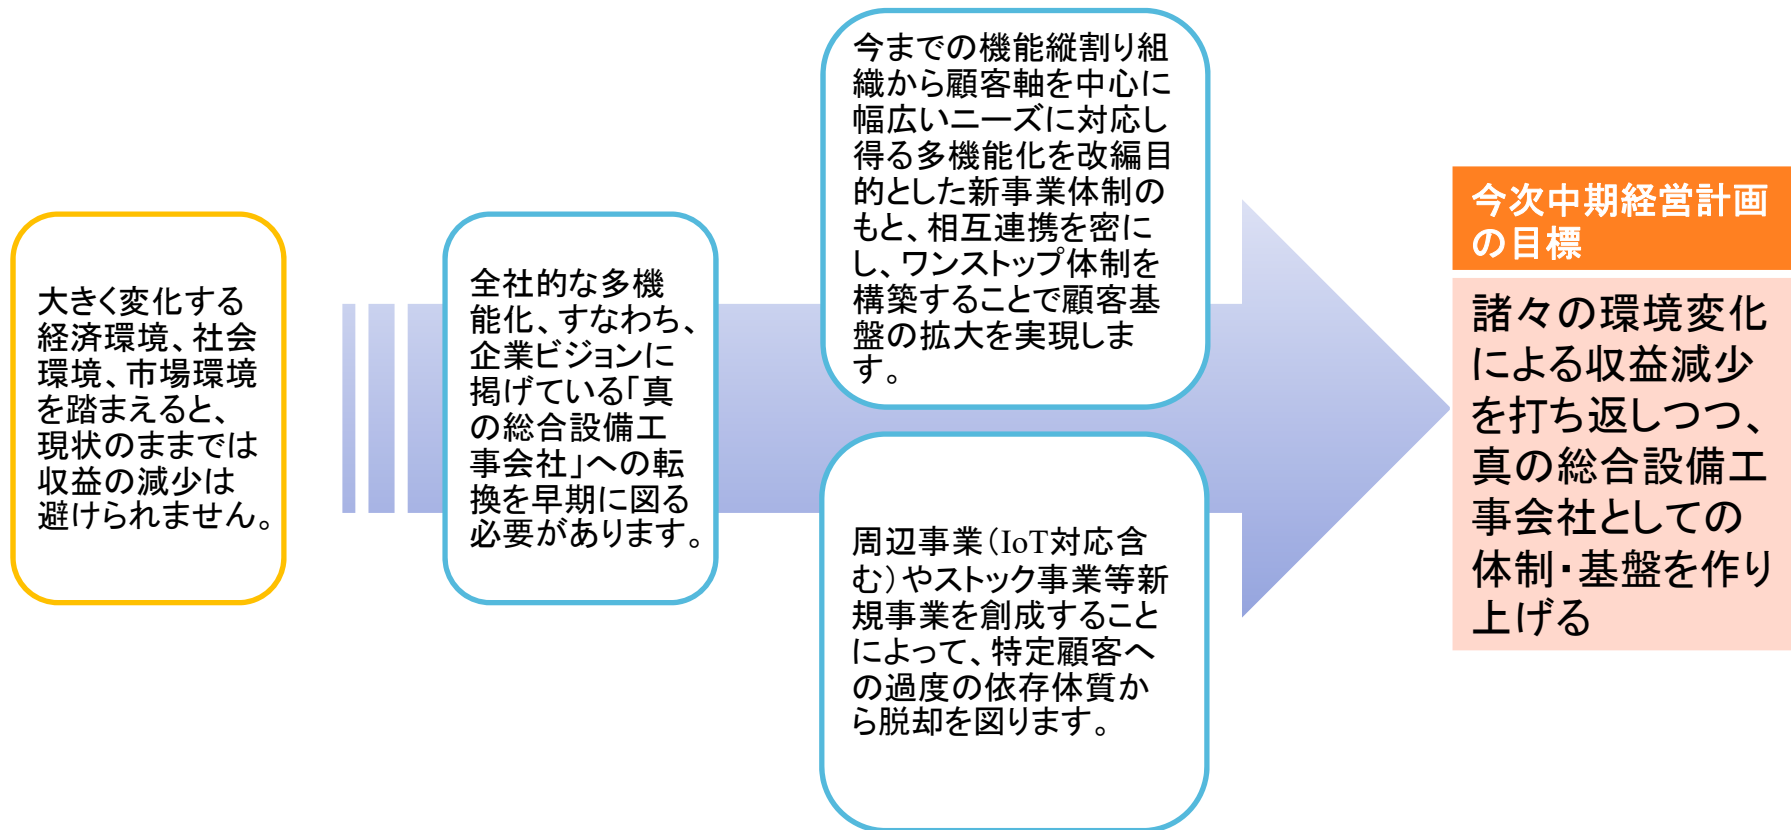 大きく変化する
経済環境、社会
環境、市場環境
を踏まえると、
現状のままでは
収益の減少は
避けられません。
全社的な多機
能化、すなわち、
企業ビジョンに
掲げている「真
の総合設備工
事会社」への転
換を早期に図る
必要があります。
今までの機能縦割り組
織から顧客軸を中心に
幅広いニーズに対応し
得る多機能化を改編目
的とした新事業体制の
もと、相互連携を密に
し、ワンストップ体制を
構築することで顧客基
盤の拡大を実現しま
す。
周辺事業(IoT対応含
む)やストック事業等新
規事業を創成すること
によって、特定顧客へ
の過度の依存体質か
ら脱却を図ります。
今次中期経営計画
の目標
諸々の環境変化
による収益減少
を打ち返しつつ、
真の総合設備工
事会社としての
体制・基盤を作り
上げる